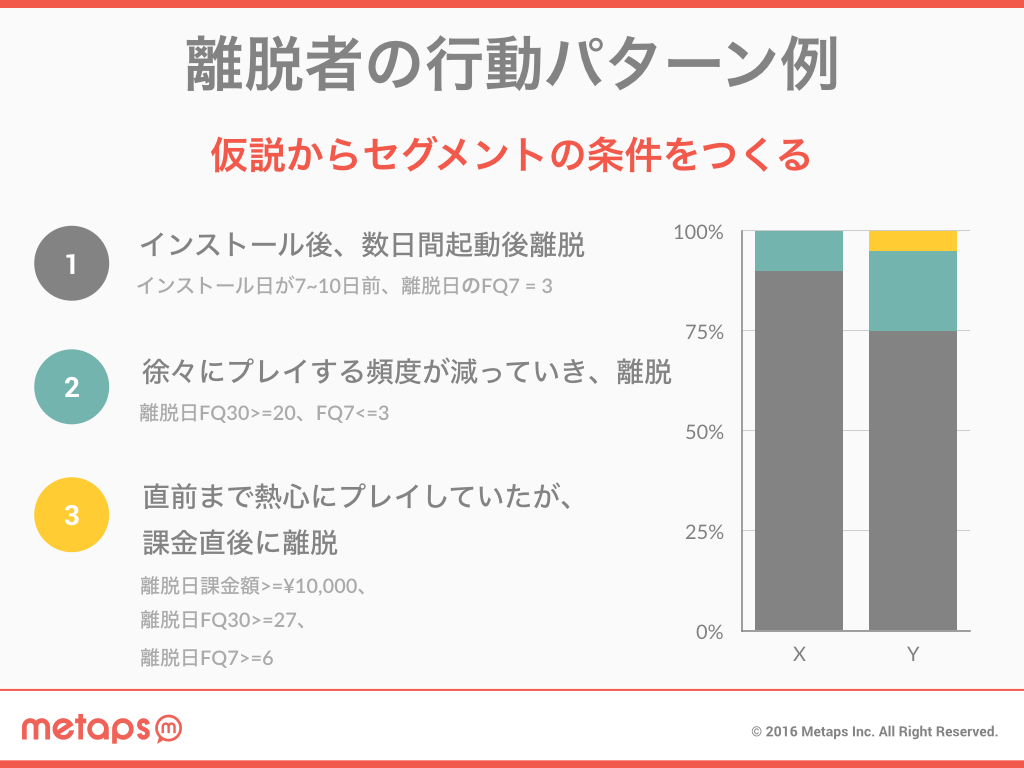 離脱者の行動パターン例
仮説からセグメントの条件をつくる
1
インストール後、数日間起動後離脱
インストール日が7~10日前、離脱日のFQ7 = 3
2
徐々にプレイする頻度が減っていき、離脱
離脱日FQ30>=20、FQ7<=3
3
直前まで熱心にプレイしていたが、
課金直後に離脱
離脱日課金額>=¥10,000、
離脱日FQ30>=27、
離脱日FQ7>=6
100%
75%
50%
25%
0%
X
Y
metaps m
© 2016 Metaps Inc. All Right Reserved.